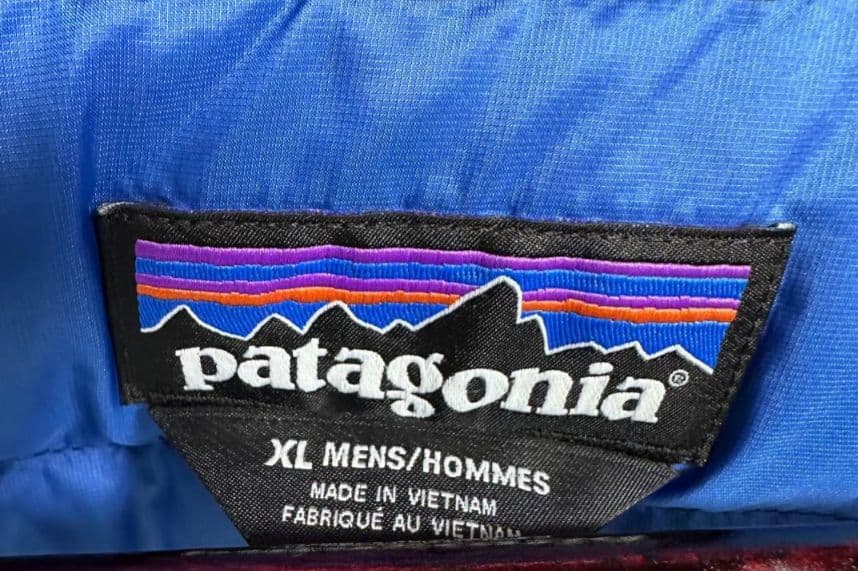 patagonia®
XL MENS/HOMMES
MADE IN VIETNAM
FABRIQUÉ AU VIETNAM